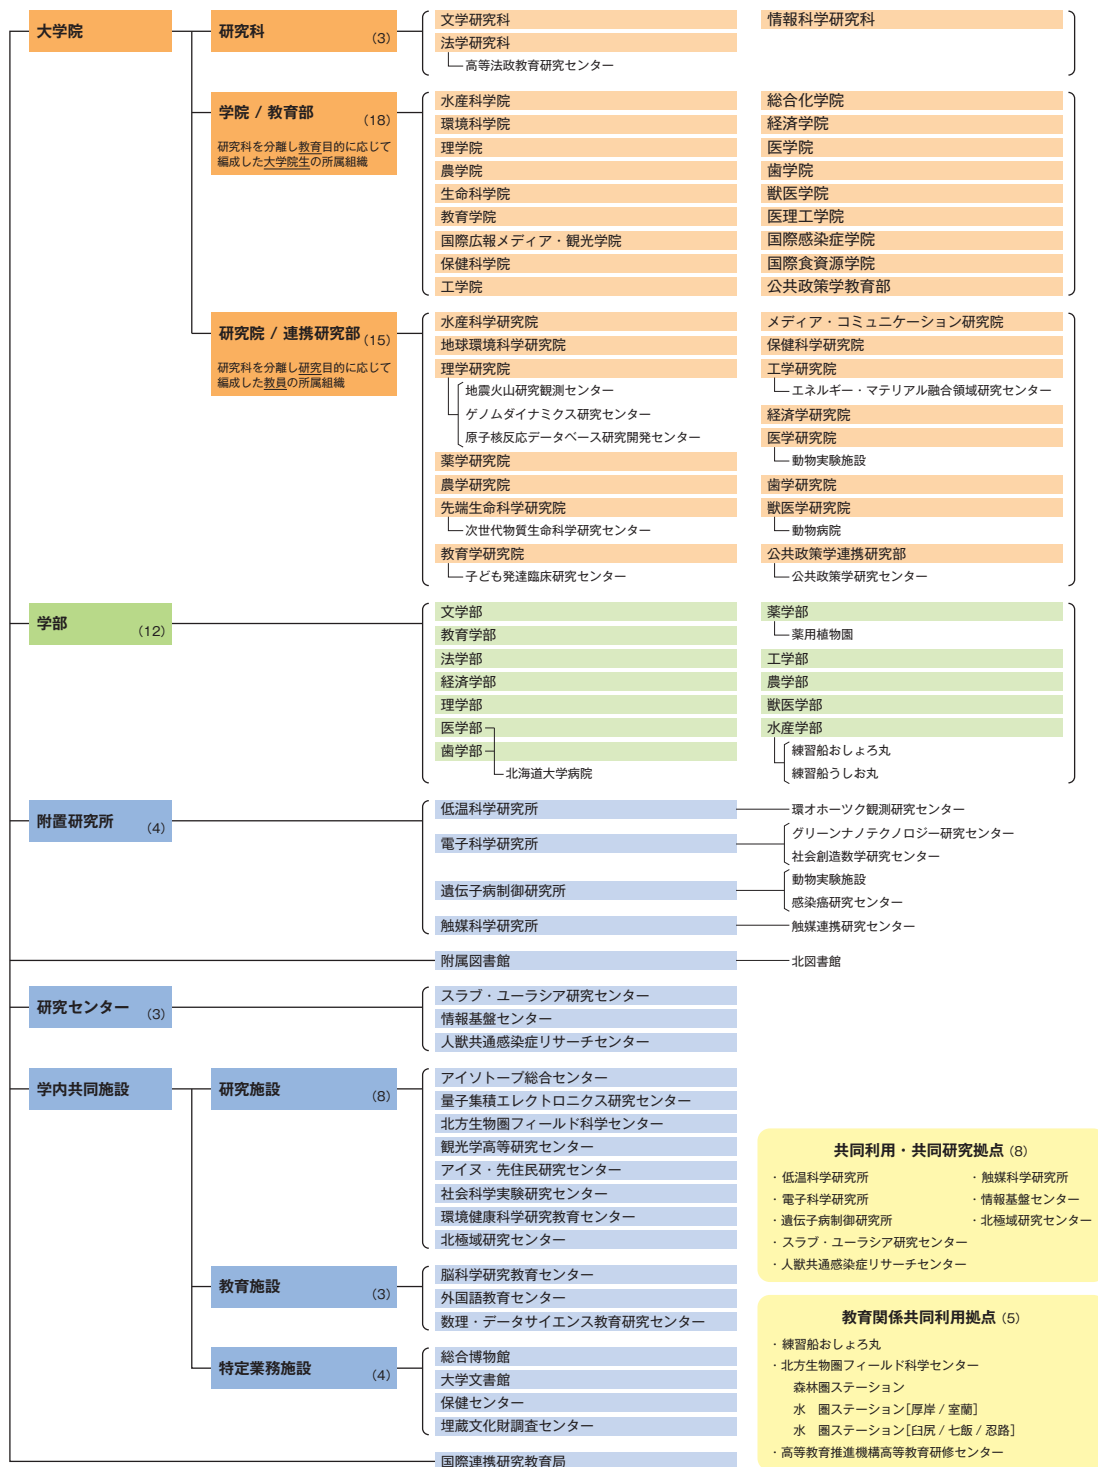 大学院
研究科 (3)
文学研究科
法学研究科
高等法政教育研究センター
情報科学研究科
学院 / 教育部 (18)
研究科を分離し教育目的に応じて
編成した大学院生の所属組織
水産科学院
環境科学院
理学院
農学院
生命科学院
教育学院
国際広報メディア・観光学院
保健科学院
工学院
総合化学院
経済学院
医学院
歯学院
獣医学院
医理工学院
国際感染症学院
国際食資源学院
公共政策学教育部
研究院 / 連携研究部 (15)
研究科を分離し研究目的に応じて
編成した教員の所属組織
水産科学研究院
地球環境科学研究院
理学研究院
地震火山研究観測センター
ゲノムダイナミクス研究センター
原子核反応データベース研究開発センター
薬学研究院
農学研究院
先端生命科学研究院
次世代物質生命科学研究センター
教育学研究院
子ども発達臨床研究センター
メディア・コミュニケーション研究院
保健科学研究院
工学研究院
エネルギー・マテリアル融合領域研究センター
経済学研究院
医学研究院
動物実験施設
歯学研究院
獣医学研究院
動物病院
公共政策学連携研究部
公共政策学研究センター
学部 (12)
文学部
教育学部
法学部
経済学部
理学部
医学部
歯学部
北海道大学病院
薬学部
薬用植物園
工学部
農学部
獣医学部
水産学部
練習船おしょろ丸
練習船うしお丸
附置研究所 (4)
低温科学研究所
環オホーツク観測研究センター
電子科学研究所
グリーンナノテクノロジー研究センター
社会創造数学研究センター
遺伝子病制御研究所
動物実験施設
感染癌研究センター
触媒科学研究所
触媒連携研究センター
附属図書館
北図書館
研究センター (3)
スラブ・ユーラシア研究センター
情報基盤センター
人獣共通感染症リサーチセンター
学内共同施設
研究施設 (8)
アイソトープ総合センター
量子集積エレクトロニクス研究センター
北方生物圏フィールド科学センター
観光学高等研究センター
アイヌ・先住民研究センター
社会科学実験研究センター
環境健康科学研究教育センター
北極域研究センター
教育施設 (3)
脳科学研究教育センター
外国語教育センター
数理・データサイエンス教育研究センター
特定業務施設 (4)
総合博物館
大学文書館
保健センター
埋蔵文化財調査センター
国際連携研究教育局
共同利用・共同研究拠点 (8)
・低温科学研究所
・電子科学研究所
・遺伝子病制御研究所
・スラブ・ユーラシア研究センター
・人獣共通感染症リサーチセンター
・触媒科学研究所
・情報基盤センター
・北極域研究センター
教育関係共同利用拠点 (5)
・練習船おしょろ丸
・北方生物圏フィールド科学センター
森林圏ステーション
水　圏ステーション[厚岸 / 室蘭]
水　圏ステーション[臼尻 / 七飯 / 忍路]
・高等教育推進機構高等教育研修センター